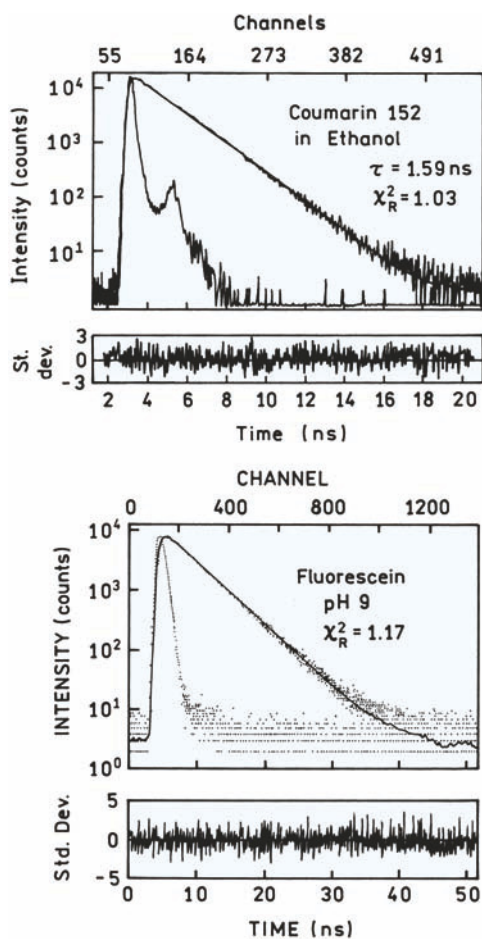 Channels
55 164 273 382 491
Intensity (counts)
10⁴
10³
10²
10¹
Coumarin 152
in Ethanol
τ = 1.59 ns
χ²R = 1.03
St. dev.
3
0
-3
2 4 6 8 10 12 14 16 18 20
Time (ns)
CHANNEL
0 400 800 1200
INTENSITY (counts)
10⁴
10³
10²
10¹
10⁰
Fluorescein
pH 9
χ²R = 1.17
Std. Dev.
5
0
-5
0 10 20 30 40 50
TIME (ns)